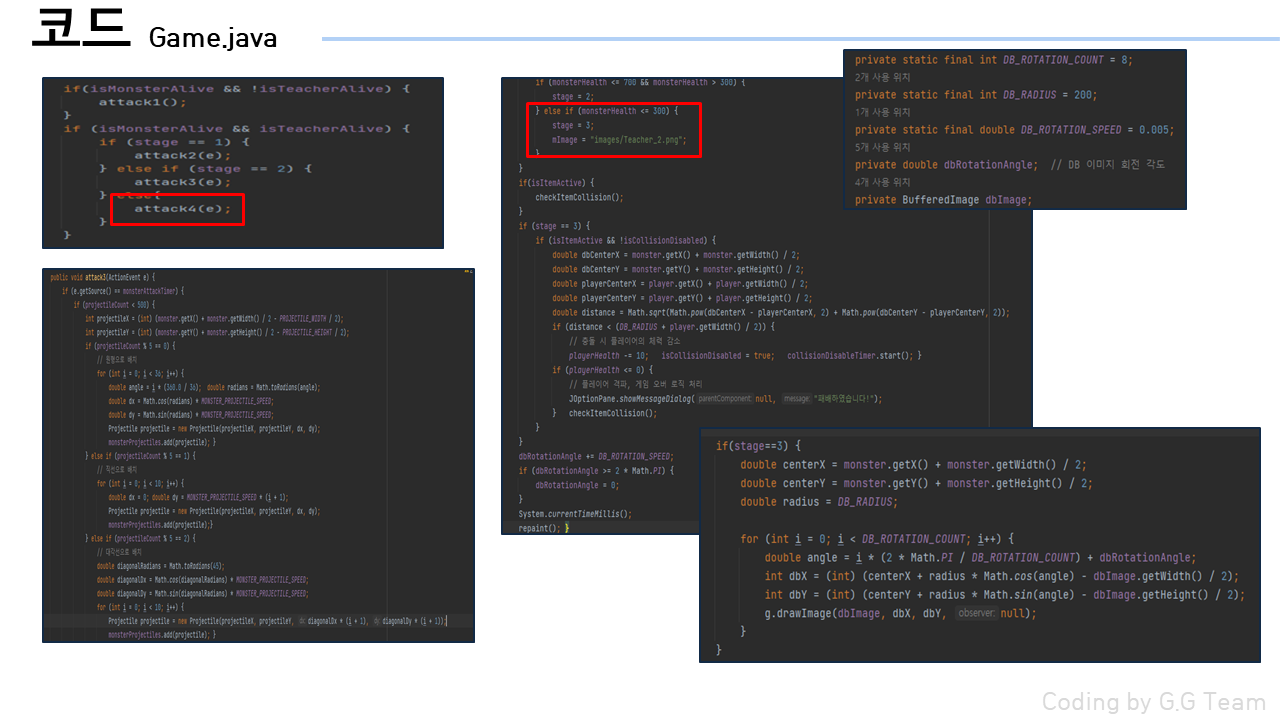 코드 Game.java
if(isMonsterAlive && !isTeacherAlive) {
attack1();
}
if (isMonsterAlive && isTeacherAlive) {
if (stage == 1) {
attack2(e);
} else if (stage == 2) {
attack3(e);
} else{
attack4(e);
}
}
public void attack3(ActionEvent e) {
if (e.getSource() == monsterAttackTimer) {
if (projectileCount < 500) {
int projectileX = (int) (monster.getX() + monster.getWidth() / 2 - PROJECTILE_WIDTH / 2);
int projectileY = (int) (monster.getY() + monster.getHeight() / 2 - PROJECTILE_HEIGHT / 2);
if (projectileCount % 5 == 0) {
// 원형으로 배치
for (int i = 0; i < 36; i++) {
double angle = i * (360.0 / 36); double radians = Math.toRadians(angle);
double dx = Math.cos(radians) * MONSTER_PROJECTILE_SPEED;
double dy = Math.sin(radians) * MONSTER_PROJECTILE_SPEED;
Projectile projectile = new Projectile(projectileX, projectileY, dx, dy);
monsterProjectiles.add(projectile); }
} else if (projectileCount % 5 == 1) {
// 직선으로 배치
for (int i = 0; i < 10; i++) {
double dx = 0; double dy = MONSTER_PROJECTILE_SPEED * (i + 1);
Projectile projectile = new Projectile(projectileX, projectileY, dx, dy);
monsterProjectiles.add(projectile);}
} else if (projectileCount % 5 == 2) {
// 대각선으로 배치
double diagonalRadians = Math.toRadians(45);
double diagonalDx = Math.cos(diagonalRadians) * MONSTER_PROJECTILE_SPEED;
double diagonalDy = Math.sin(diagonalRadians) * MONSTER_PROJECTILE_SPEED;
for (int i = 0; i < 10; i++) {
Projectile projectile = new Projectile(projectileX, projectileY, dx: diagonalDx * (i + 1), dy: diagonalDy * (i + 1));
monsterProjectiles.add(projectile); }
if (monsterHealth <= 700 && monsterHealth > 300) {
stage = 2;
} else if (monsterHealth <= 300) {
stage = 3;
mImage = "images/Teacher_2.png";
}
}
if(isItemActive) {
checkItemCollision();
}
if (stage == 3) {
if (isItemActive && !isCollisionDisabled) {
double dbCenterX = monster.getX() + monster.getWidth() / 2;
double dbCenterY = monster.getY() + monster.getHeight() / 2;
double playerCenterX = player.getX() + player.getWidth() / 2;
double playerCenterY = player.getY() + player.getHeight() / 2;
double distance = Math.sqrt(Math.pow(dbCenterX - playerCenterX, 2) + Math.pow(dbCenterY - playerCenterY, 2));
if (distance < (DB_RADIUS + player.getWidth() / 2)) {
// 충돌 시 플레이어의 체력 감소
playerHealth -= 10; isCollisionDisabled = true; collisionDisableTimer.start(); }
if (playerHealth <= 0) {
// 플레이어 격파, 게임 오버 로직 처리
JOptionPane.showMessageDialog( parentComponent: null, message: "패배하였습니다!");
} checkItemCollision();
}
}
dbRotationAngle += DB_ROTATION_SPEED;
if (dbRotationAngle >= 2 * Math.PI) {
dbRotationAngle = 0;
}
System.currentTimeMillis();
repaint(); }
private static final int DB_ROTATION_COUNT = 8;
2개 사용 위치
private static final int DB_RADIUS = 200;
1개 사용 위치
private static final double DB_ROTATION_SPEED = 0.005;
5개 사용 위치
private double dbRotationAngle; // DB 이미지 회전 각도
4개 사용 위치
private BufferedImage dbImage;
if(stage==3) {
double centerX = monster.getX() + monster.getWidth() / 2;
double centerY = monster.getY() + monster.getHeight() / 2;
double radius = DB_RADIUS;
for (int i = 0; i < DB_ROTATION_COUNT; i++) {
double angle = i * (2 * Math.PI / DB_ROTATION_COUNT) + dbRotationAngle;
int dbX = (int) (centerX + radius * Math.cos(angle) - dbImage.getWidth() / 2);
int dbY = (int) (centerY + radius * Math.sin(angle) - dbImage.getHeight() / 2);
g.drawImage(dbImage, dbX, dbY, observer: null);
}
}
Coding by G.G Team